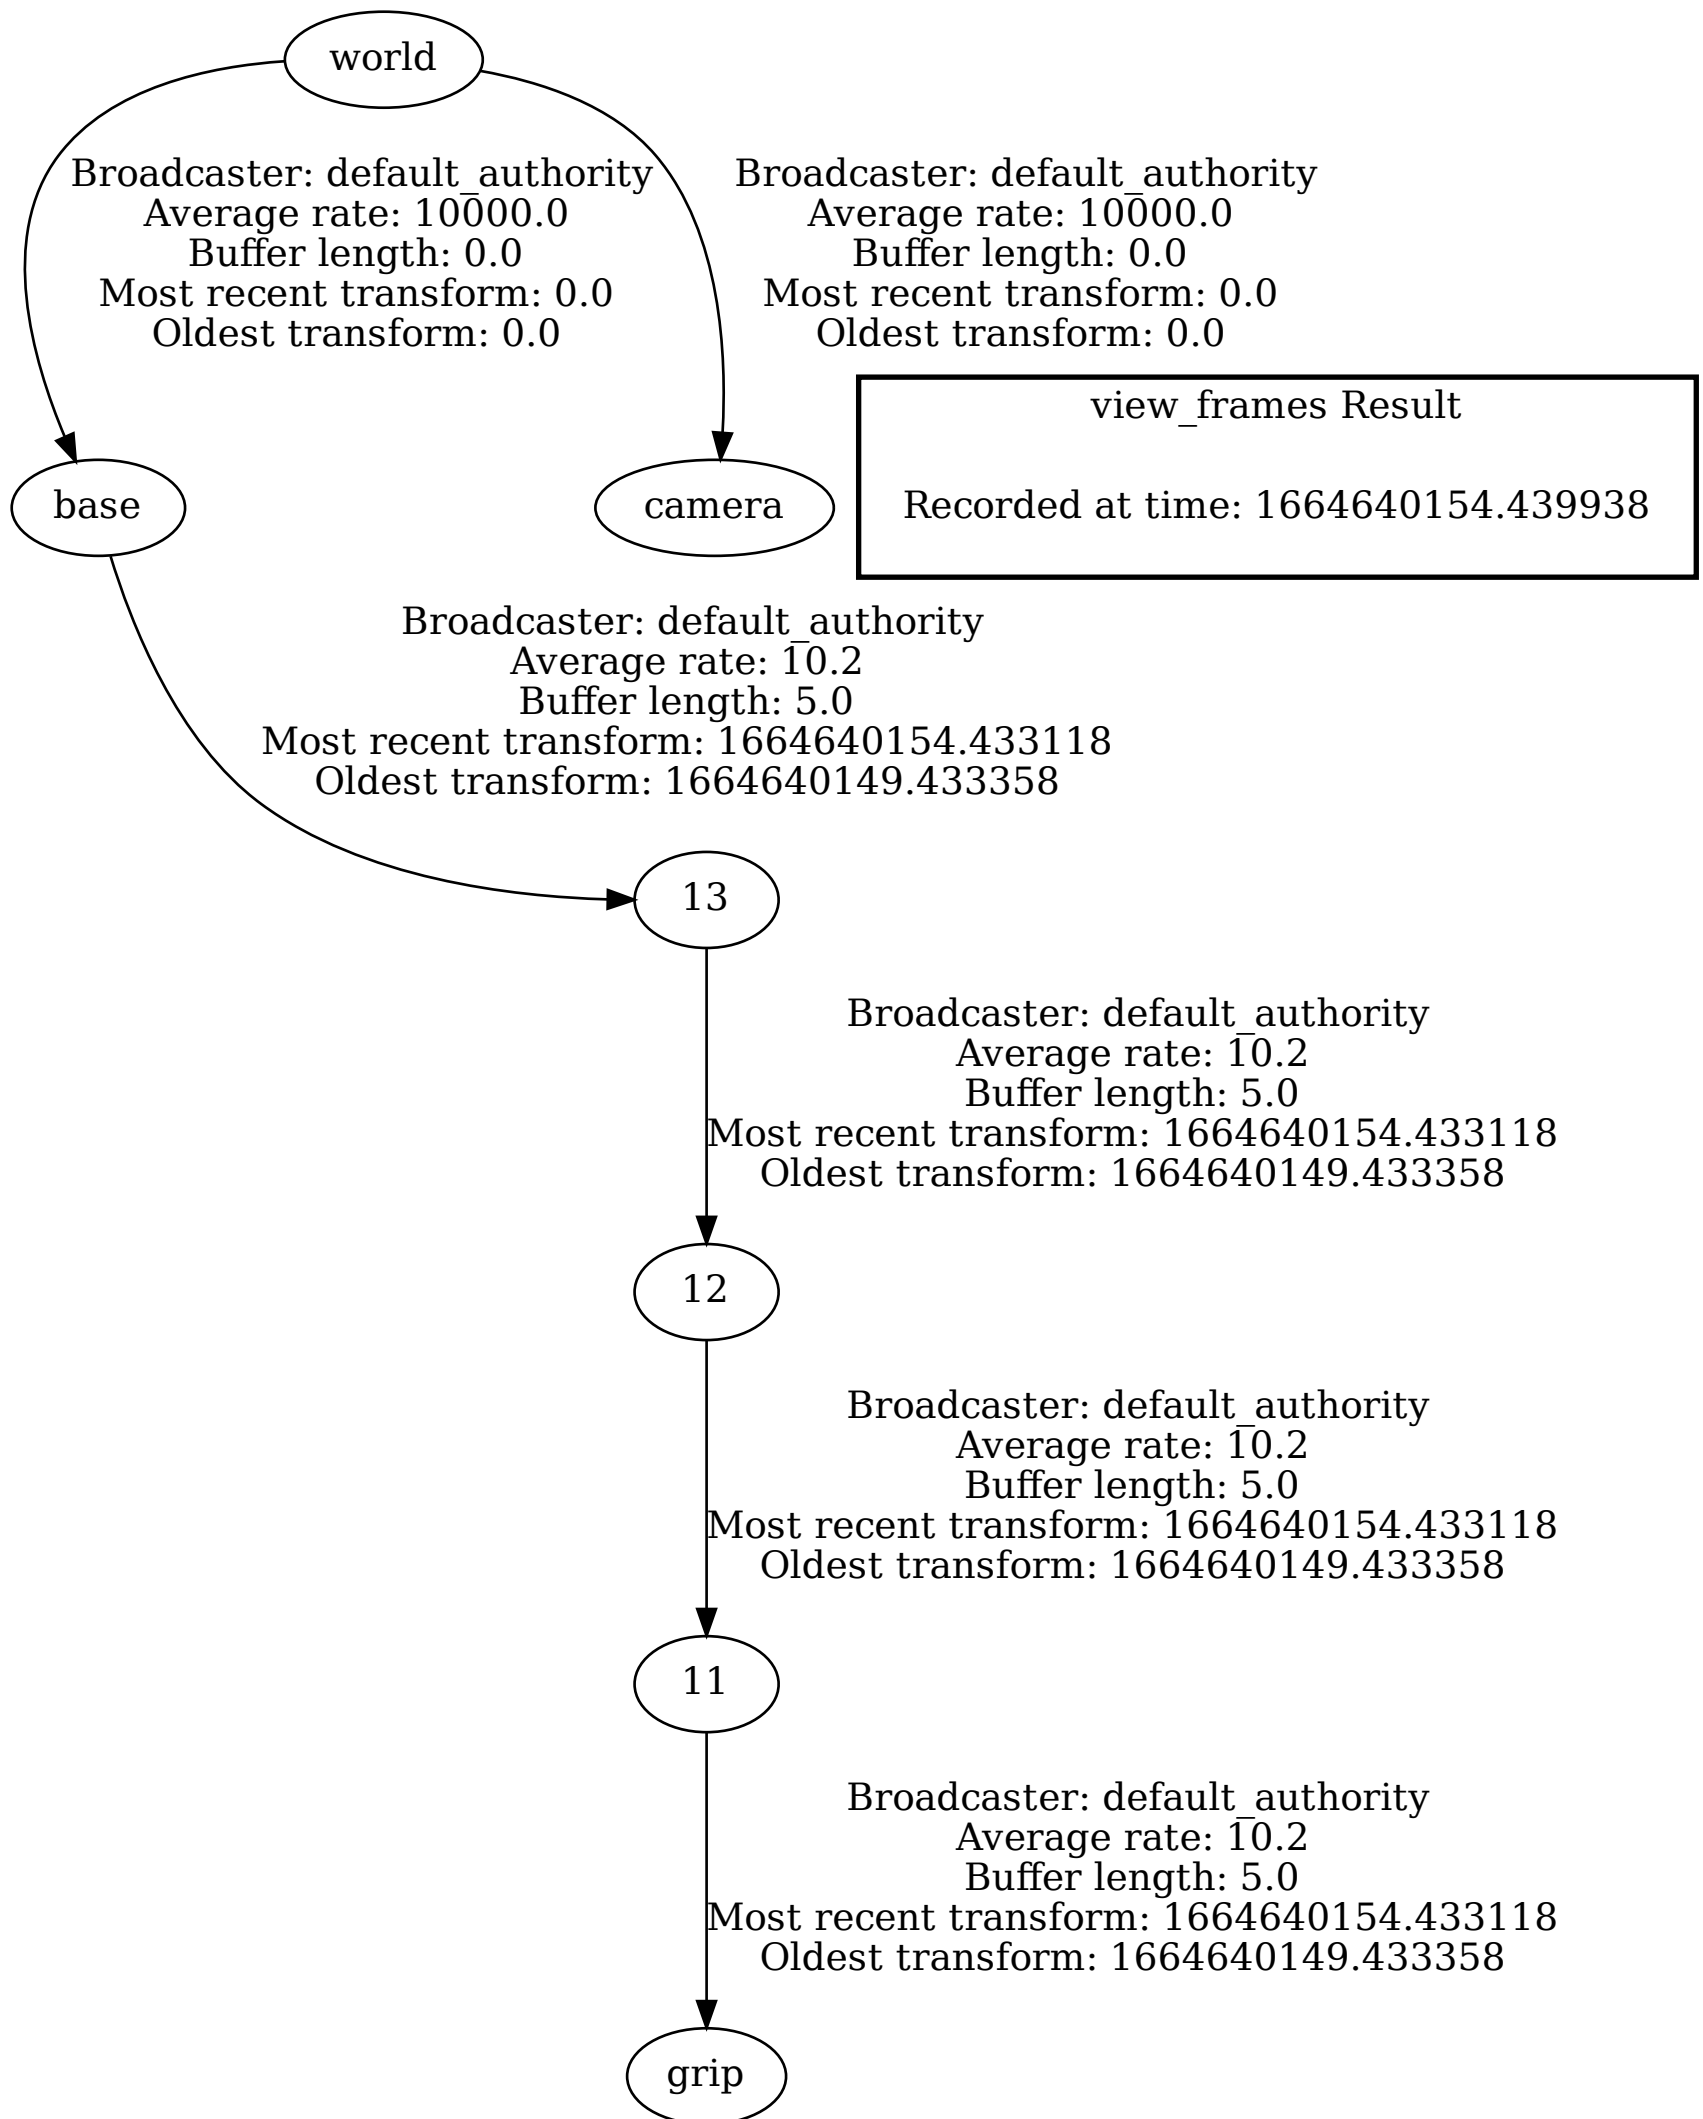 world
Broadcaster: default_authority
Average rate: 10000.0
Buffer length: 0.0
Most recent transform: 0.0
Oldest transform: 0.0
Broadcaster: default_authority
Average rate: 10000.0
Buffer length: 0.0
Most recent transform: 0.0
Oldest transform: 0.0
view_frames Result
Recorded at time: 1664640154.439938
base
camera
Broadcaster: default_authority
Average rate: 10.2
Buffer length: 5.0
Most recent transform: 1664640154.433118
Oldest transform: 1664640149.433358
13
Broadcaster: default_authority
Average rate: 10.2
Buffer length: 5.0
Most recent transform: 1664640154.433118
Oldest transform: 1664640149.433358
12
Broadcaster: default_authority
Average rate: 10.2
Buffer length: 5.0
Most recent transform: 1664640154.433118
Oldest transform: 1664640149.433358
11
Broadcaster: default_authority
Average rate: 10.2
Buffer length: 5.0
Most recent transform: 1664640154.433118
Oldest transform: 1664640149.433358
grip